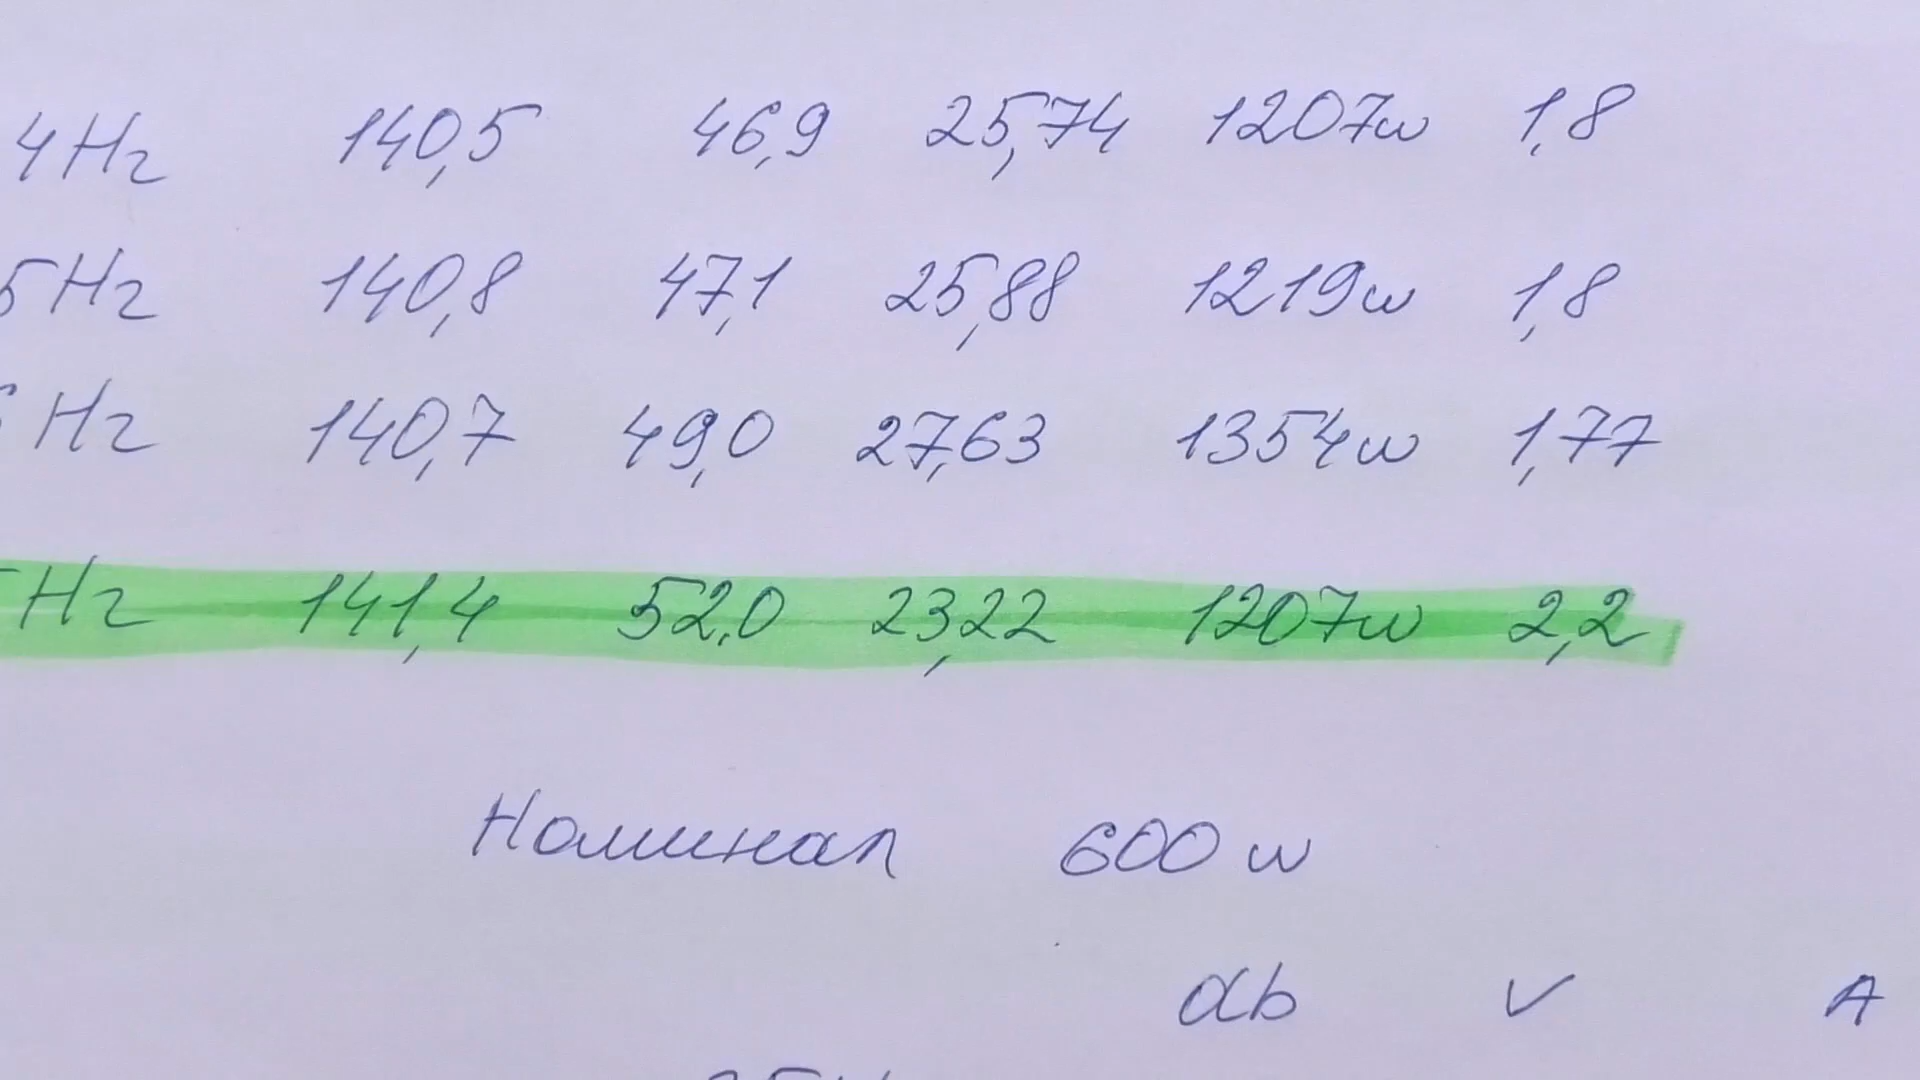 4Hz 140,5 46,9 25,74 1207w 1,8
5Hz 140,8 47,1 25,88 1219w 1,8
Hz 140,7 49,0 27,63 1354w 1,77
Hz 141,4 52,0 23,22 1207w 2,2
Номинал 600 w
db V A